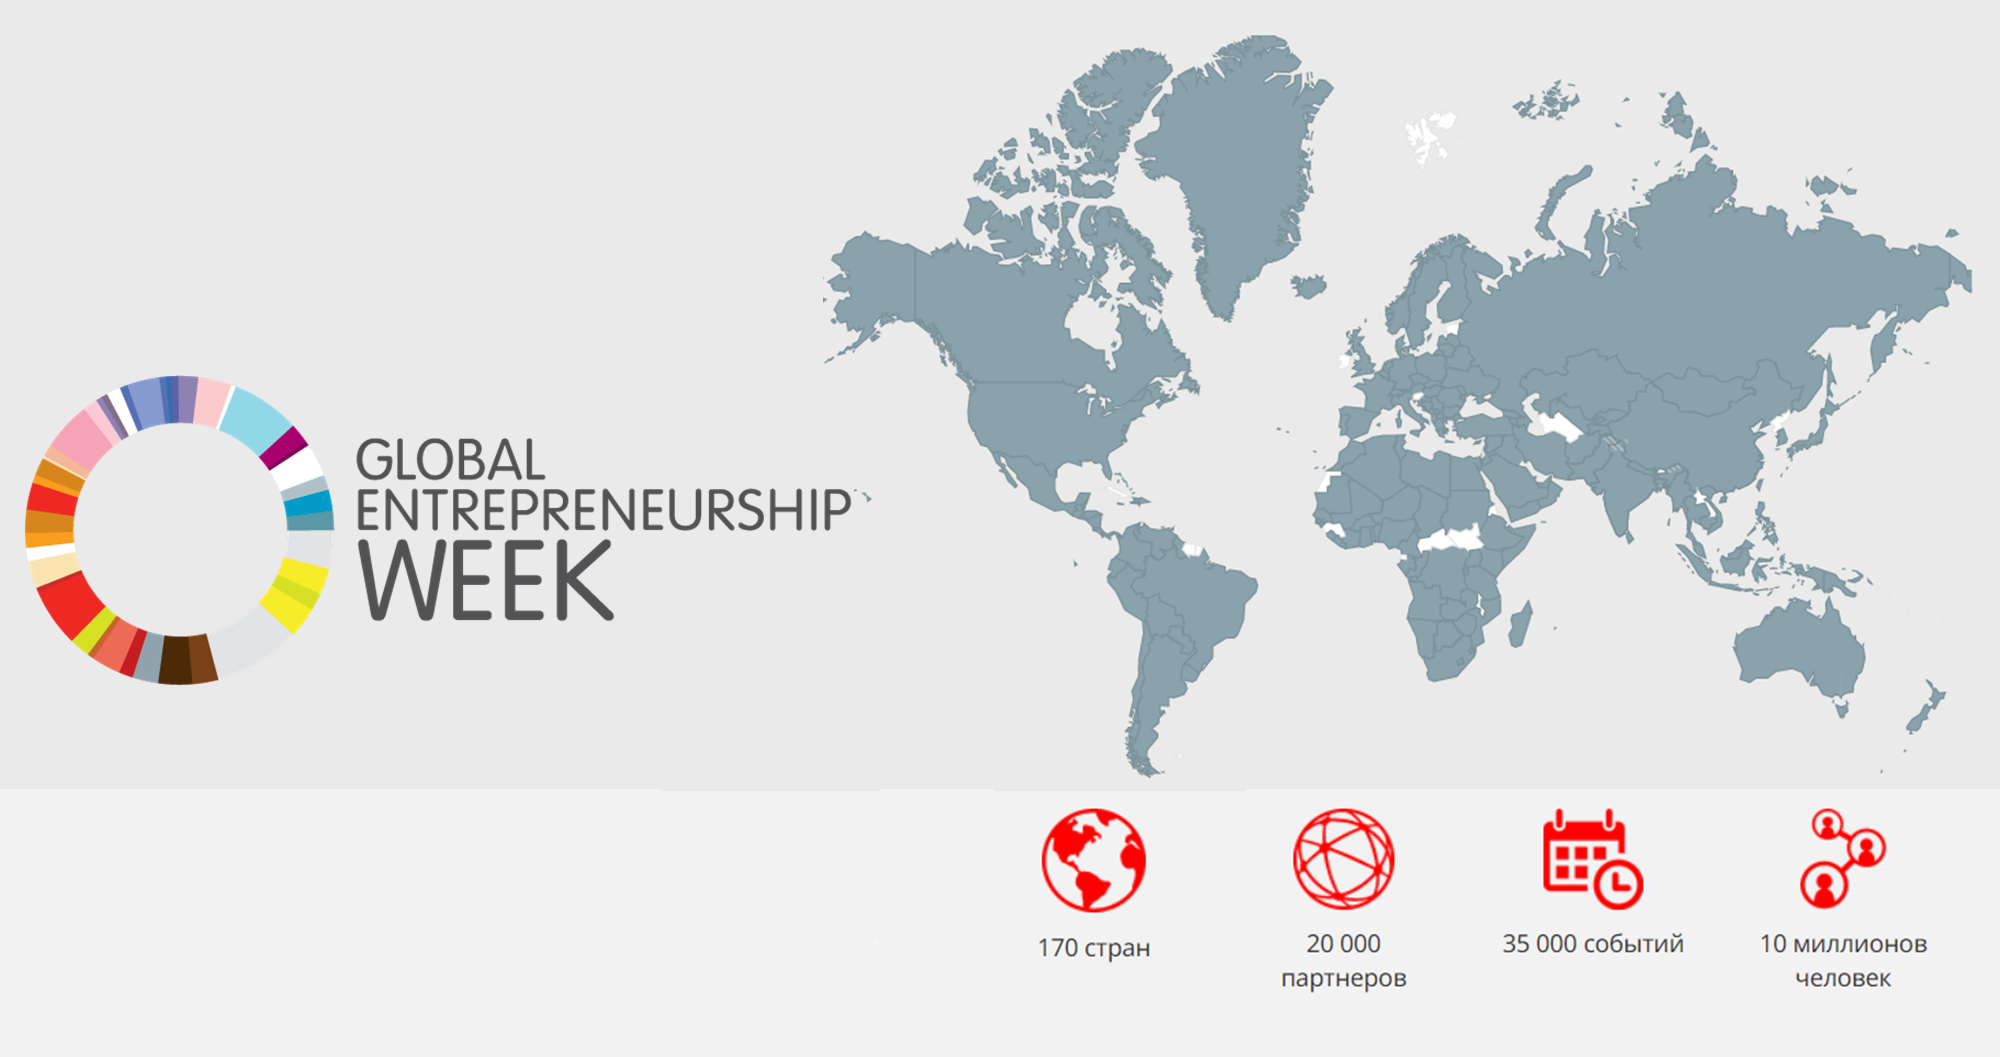 GLOBAL
ENTREPRENEURSHIP
WEEK
170 стран
20 000
партнеров
35 000 событий
10 миллионов
человек